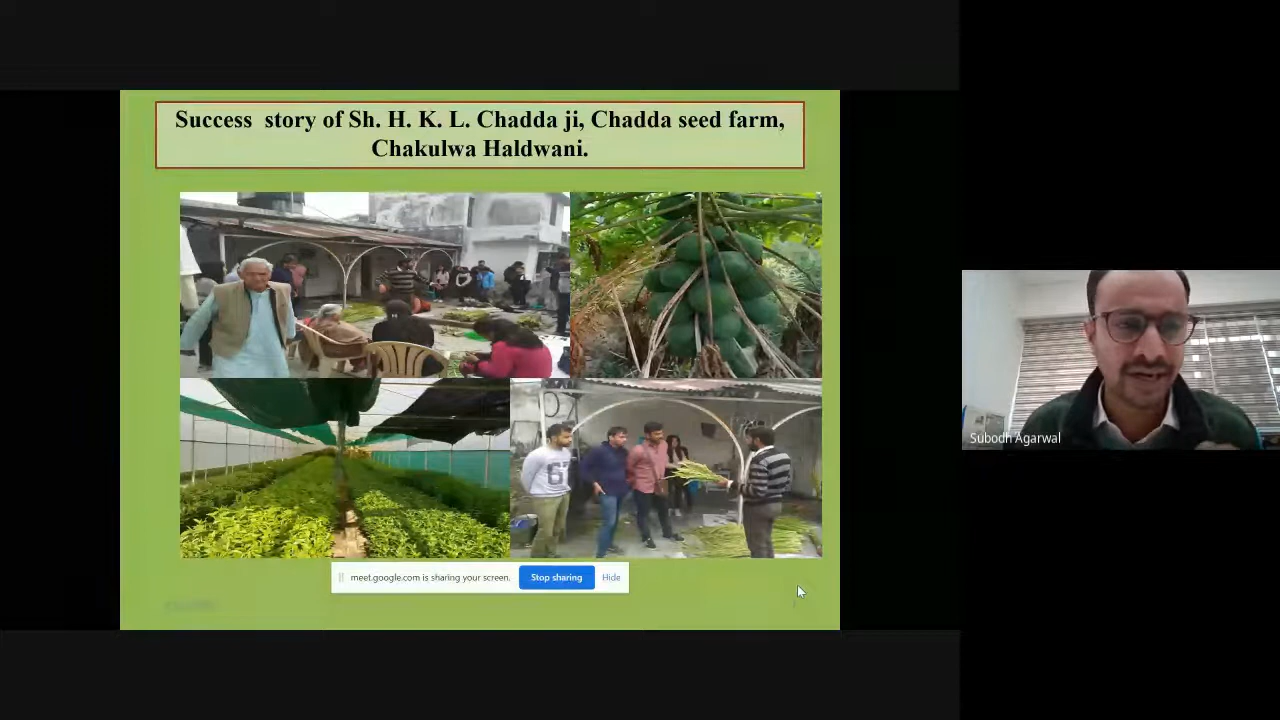 Success story of Sh. H. K. L. Chadda ji, Chadda seed farm,
Chakulwa Haldwani.
67
meet.google.com is sharing your screen.
Stop sharing
Hide
Subodh Agarwal